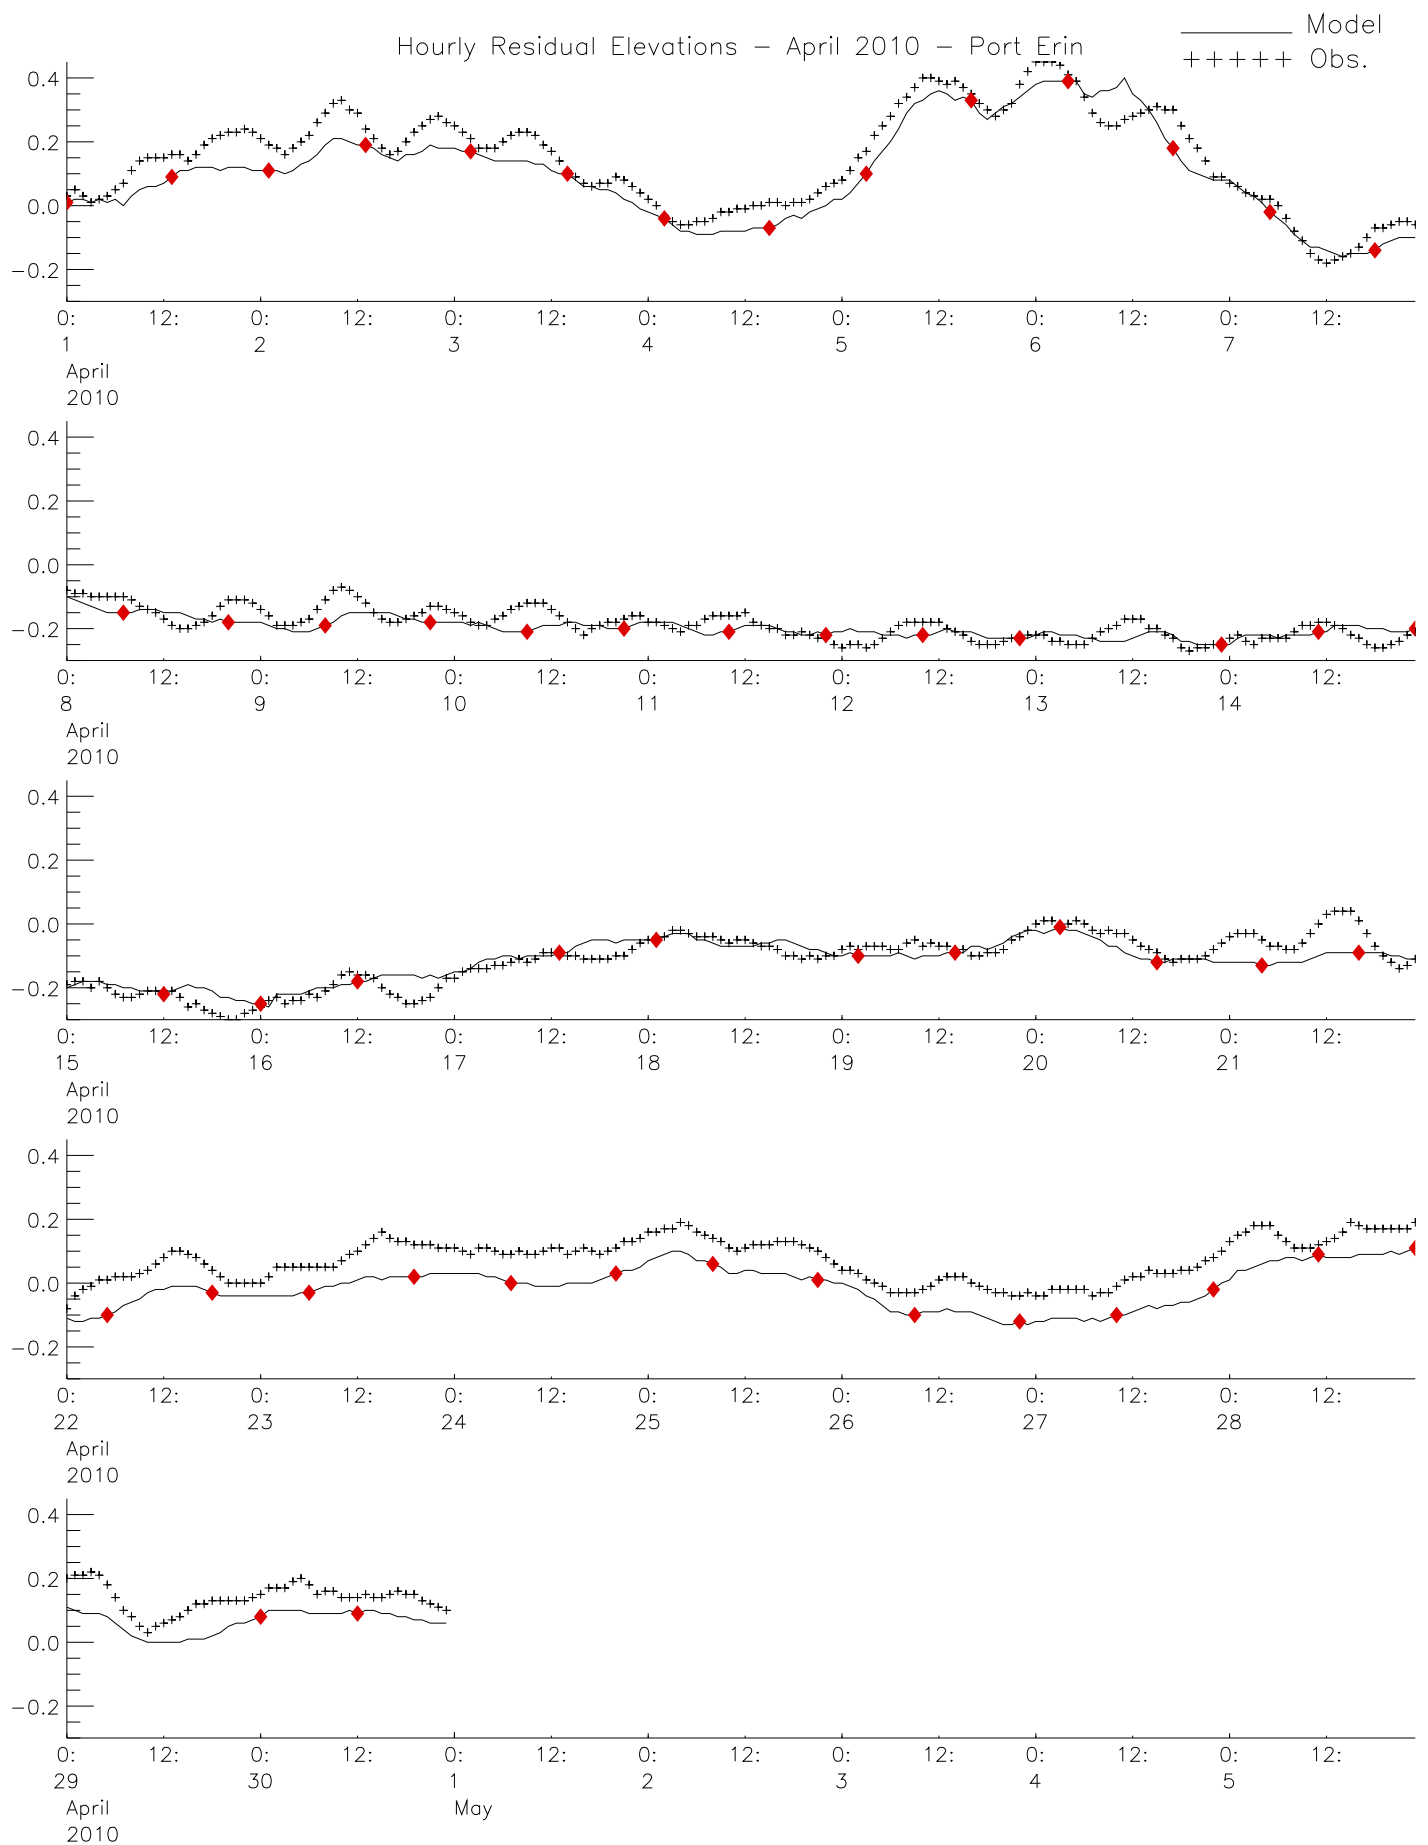 Hourly Residual Elevations - April 2010 - Port Erin
Model
+++++ Obs.
0.4
0.2
0.0
-0.2
0: 12: 0: 12: 0: 12: 0: 12: 0: 12: 0: 12: 0: 12:
1 2 3 4 5 6 7
April
2010
0.4
0.2
0.0
-0.2
0: 12: 0: 12: 0: 12: 0: 12: 0: 12: 0: 12: 0: 12:
8 9 10 11 12 13 14
April
2010
0.4
0.2
0.0
-0.2
0: 12: 0: 12: 0: 12: 0: 12: 0: 12: 0: 12: 0: 12:
15 16 17 18 19 20 21
April
2010
0.4
0.2
0.0
-0.2
0: 12: 0: 12: 0: 12: 0: 12: 0: 12: 0: 12: 0: 12:
22 23 24 25 26 27 28
April
2010
0.4
0.2
0.0
-0.2
0: 12: 0: 12: 0: 12: 0: 12: 0: 12: 0: 12: 0: 12:
29 30 1 2 3 4 5
April May
2010